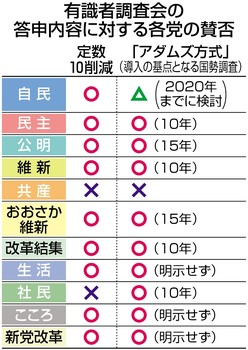 有識者調査会の
答申内容に対する各党の賛否
定数
10削減
「アダムズ方式」
(導入の基点となる国勢調査)
自民 ○ △ (2020年
までに検討)
民主 ○ ○ (10年)
公明 ○ ○ (15年)
維新 ○ ○ (10年)
共産 × ×
おおさか
維新 ○ ○ (15年)
改革結集 ○ ○ (10年)
生活 ○ ○ (明示せず)
社民 × ○ (10年)
こころ ○ ○ (明示せず)
新党改革 ○ ○ (明示せず)